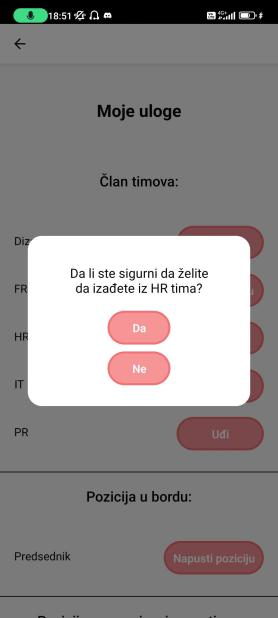 18:51
Moje uloge
Član timova:
Diz
FR
HR
IT
PR
Uđi
Da li ste sigurni da želite
da izađete iz HR tima?
Da
Ne
Pozicija u bordu:
Predsednik
Napusti poziciju